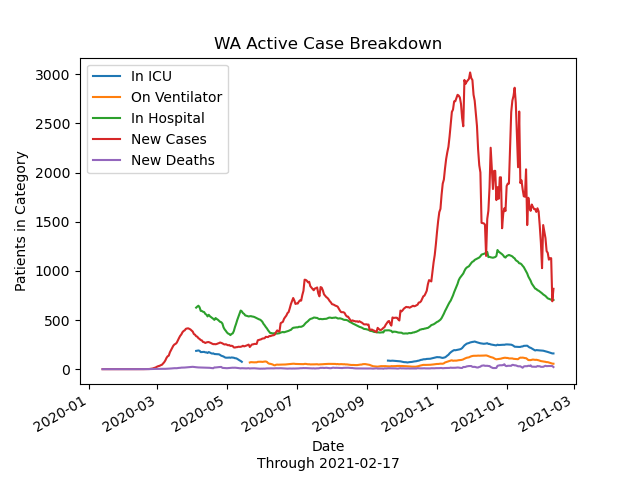 WA Active Case Breakdown
In ICU
On Ventilator
In Hospital
New Cases
New Deaths
Patients in Category
3000
2500
2000
1500
1000
500
0
2020-01
2020-03
2020-05
2020-07
2020-09
2020-11
2021-01
2021-03
Date
Through 2021-02-17